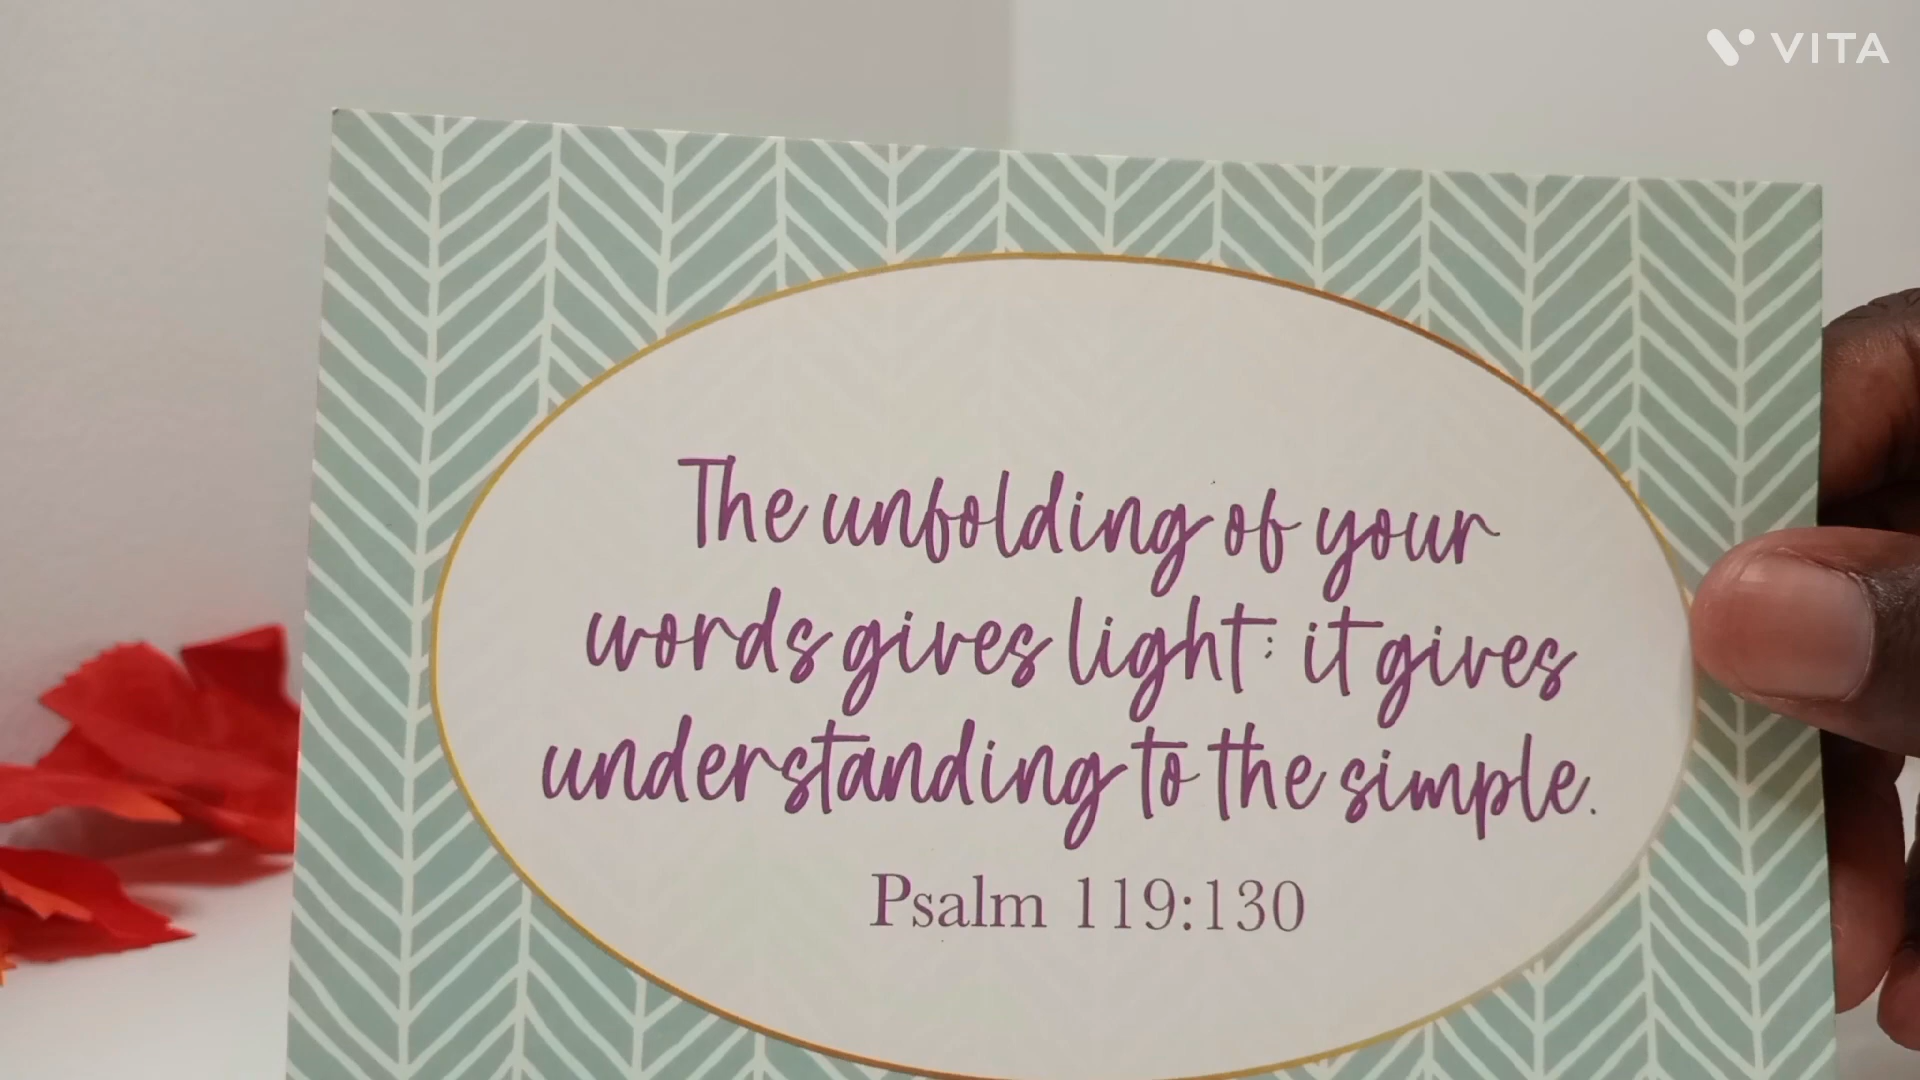 VITA
The unfolding of your
words gives light; it gives
understanding to the simple.
Psalm 119:130